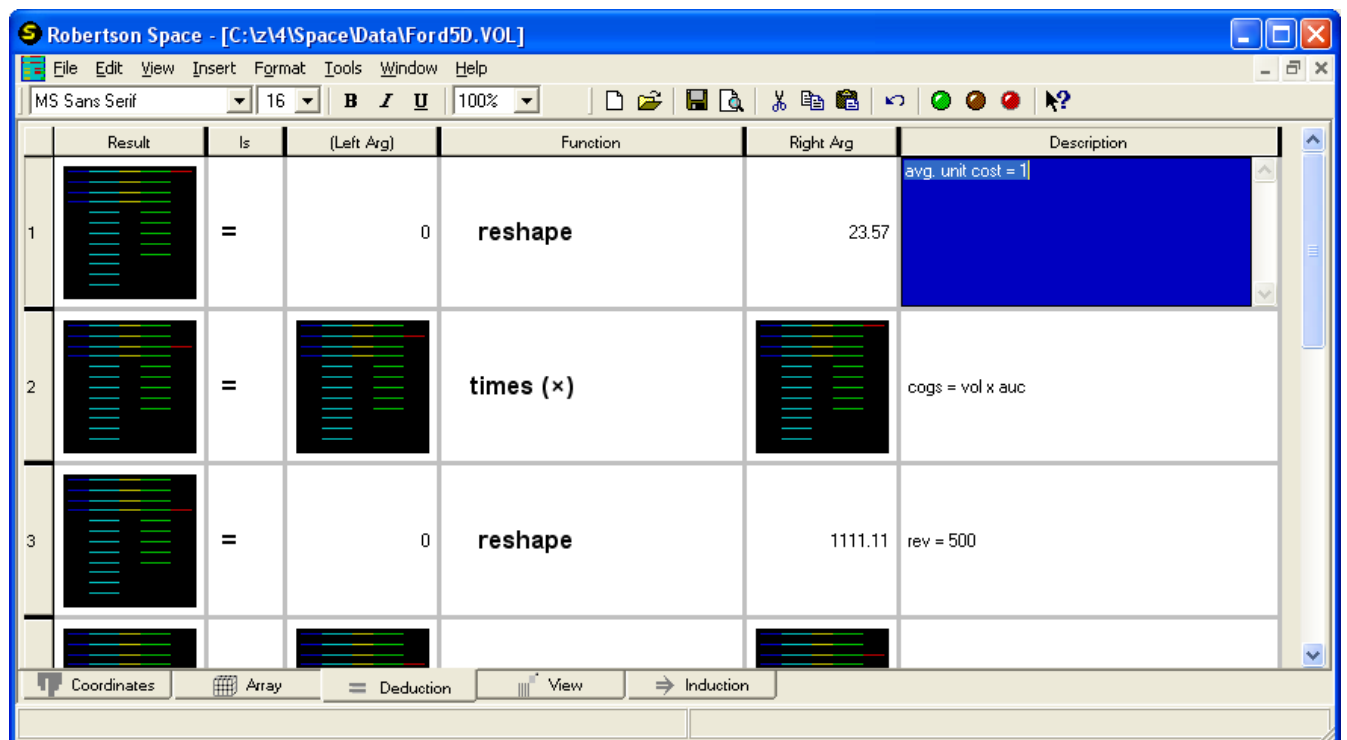 Robertson Space - [C:\z\4\Space\Data\Ford5D.VOL]
File Edit View Insert Format Tools Window Help
MS Sans Serif 16 B I U 100%
Result Is (Left Arg) Function Right Arg Description
1 = 0 reshape 23.57 avg. unit cost = 1
2 = times (×) cogs = vol x auc
3 = 0 reshape 1111.11 rev = 500
Coordinates Array = Deduction View Induction